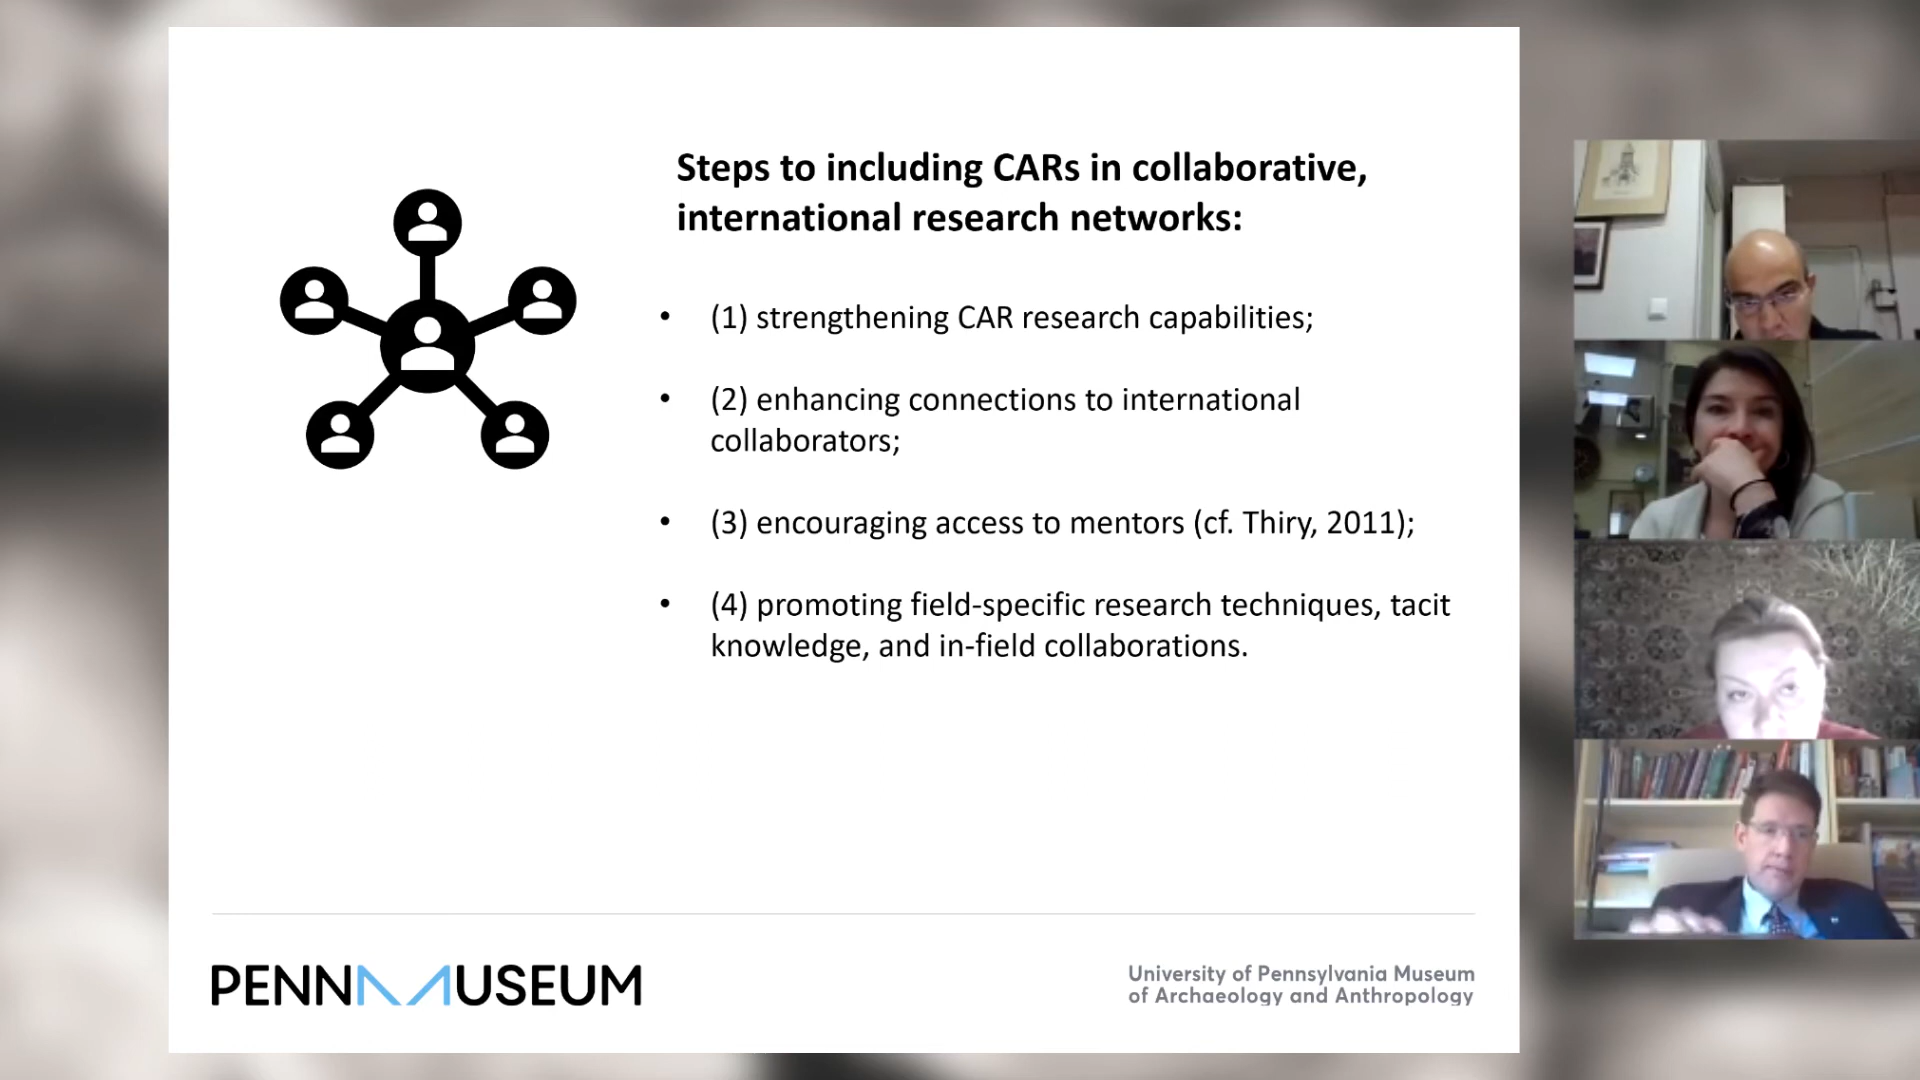 Steps to including CARs in collaborative,
international research networks:
• (1) strengthening CAR research capabilities;
• (2) enhancing connections to international
collaborators;
• (3) encouraging access to mentors (cf. Thiry, 2011);
• (4) promoting field-specific research techniques, tacit
knowledge, and in-field collaborations.
PENN MUSEUM
University of Pennsylvania Museum
of Archaeology and Anthropology